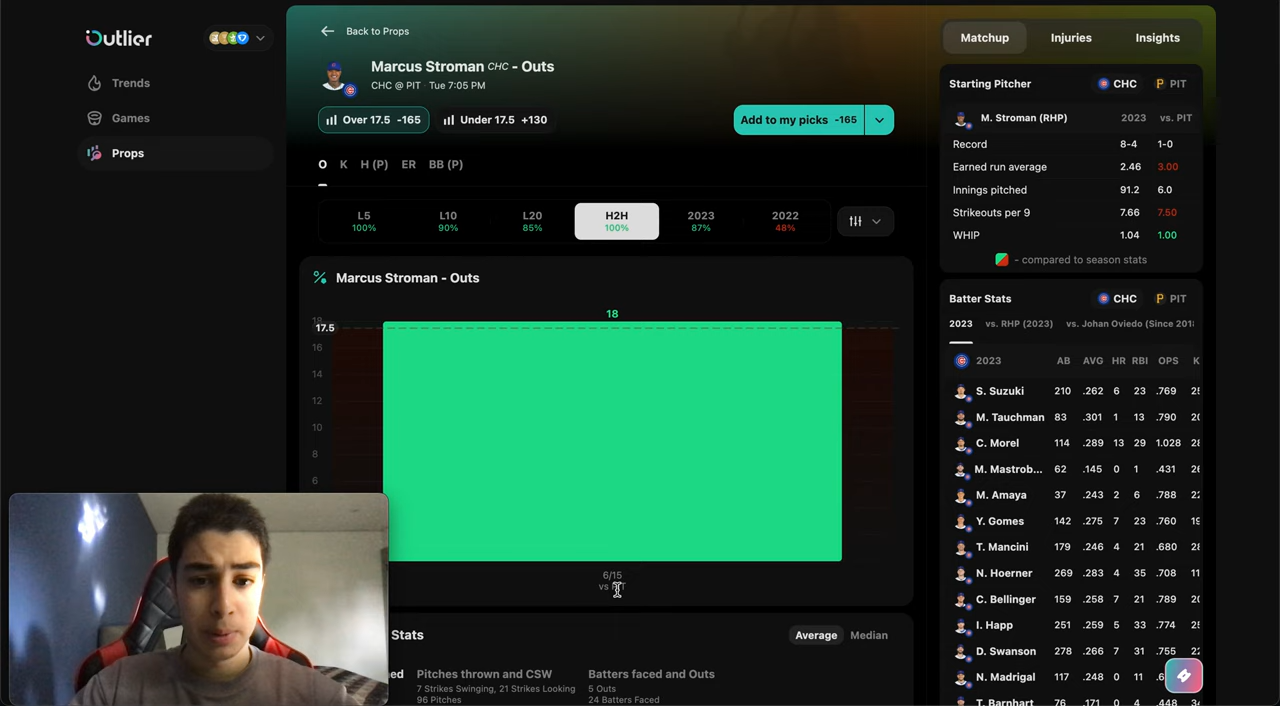 Outlier
Trends
Games
Props
Back to Props
Marcus Stroman CHC - Outs
CHC @ PIT · Tue 7:05 PM
Over 17.5 -165
Under 17.5 +130
Add to my picks -165
O K H (P) ER BB (P)
L5 L10 L20 H2H 2023 2022
100% 90% 85% 100% 87% 48%
Marcus Stroman - Outs
18
18
17.5
16
14
12
10
8
6
6/15
vs
Stats
Average Median
Pitches thrown and CSW
7 Strikes Swinging, 21 Strikes Looking
96 Pitches
Batters faced and Outs
5 Outs
24 Batters Faced
Matchup Injuries Insights
Starting Pitcher CHC PIT
M. Stroman (RHP) 2023 vs. PIT
Record 8-4 1-0
Earned run average 2.46 3.00
Innings pitched 91.2 6.0
Strikeouts per 9 7.66 7.50
WHIP 1.04 1.00
- compared to season stats
Batter Stats CHC PIT
2023 vs. RHP (2023) vs. Johan Oviedo (Since 201
2023 AB AVG HR RBI OPS K
S. Suzuki 210 .262 6 23 .769
M. Tauchman 83 .301 1 13 .790
C. Morel 114 .289 13 29 1.028
M. Mastrob... 62 .145 0 1 .431
M. Amaya 37 .243 2 6 .788
Y. Gomes 142 .275 7 23 .760
T. Mancini 179 .246 4 21 .680
N. Hoerner 269 .283 4 35 .708
C. Bellinger 159 .258 7 21 .789
I. Happ 251 .259 5 33 .774
D. Swanson 278 .266 7 31 .755
N. Madrigal 117 .248 0 11
T. Barnhart 76 .171 0 4 .448